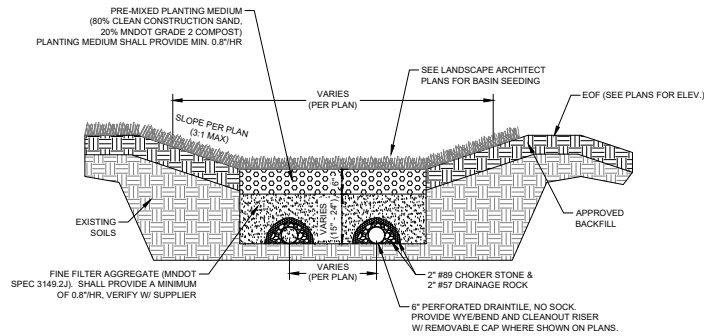 PRE-MIXED PLANTING MEDIUM
(80% CLEAN CONSTRUCTION SAND,
20% MNDOT GRADE 2 COMPOST)
PLANTING MEDIUM SHALL PROVIDE MIN. 0.8"/HR
SEE LANDSCAPE ARCHITECT
PLANS FOR BASIN SEEDING
VARIES
(PER PLAN)
EOF (SEE PLANS FOR ELEV.)
SLOPE PER PLAN
(3:1 MAX)
6"
VARIES
(15" - 24")
EXISTING
SOILS
APPROVED
BACKFILL
FINE FILTER AGGREGATE (MNDOT
SPEC 3149.2J). SHALL PROVIDE A MINIMUM
OF 0.8"/HR, VERIFY W/ SUPPLIER
VARIES
(PER PLAN)
2" #89 CHOKER STONE &
2" #57 DRAINAGE ROCK
6" PERFORATED DRAINTILE, NO SOCK.
PROVIDE WYE/BEND AND CLEANOUT RISER
W/ REMOVABLE CAP WHERE SHOWN ON PLANS.